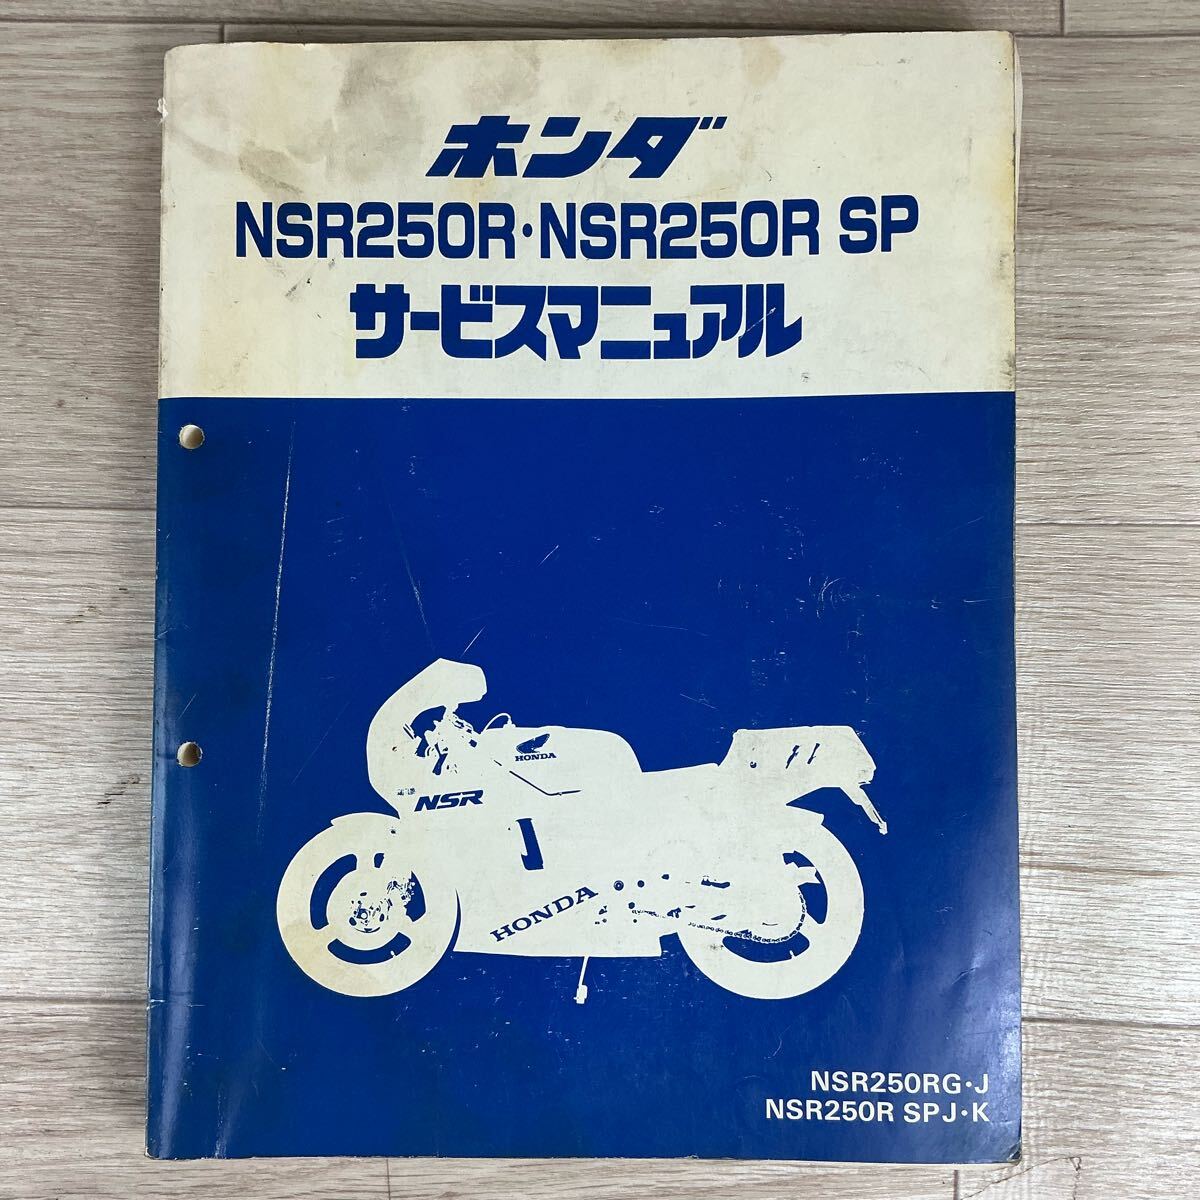 ホンダ
NSR250R・NSR250R SP
サービスマニュアル
HONDA
NSR
HONDA
NSR250RG・J
NSR250R SPJ・K